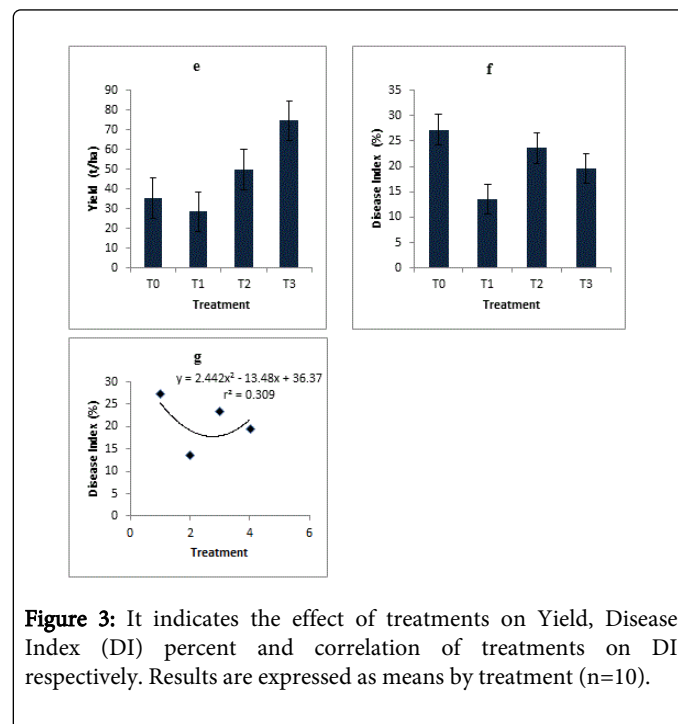 e
90
80
70
60
50
40
30
20
10
0
Yield (t/ha)
T0 T1 T2 T3
Treatment
f
35
30
25
20
15
10
5
0
Disease Index (%)
T0 T1 T2 T3
Treatment
g
y = 2.442x² - 13.48x + 36.37
r² = 0.309
30
25
20
15
10
5
0
Disease Index (%)
0 2 4 6
Treatment
Figure 3: It indicates the effect of treatments on Yield, Disease
Index (DI) percent and correlation of treatments on DI
respectively. Results are expressed as means by treatment (n=10).